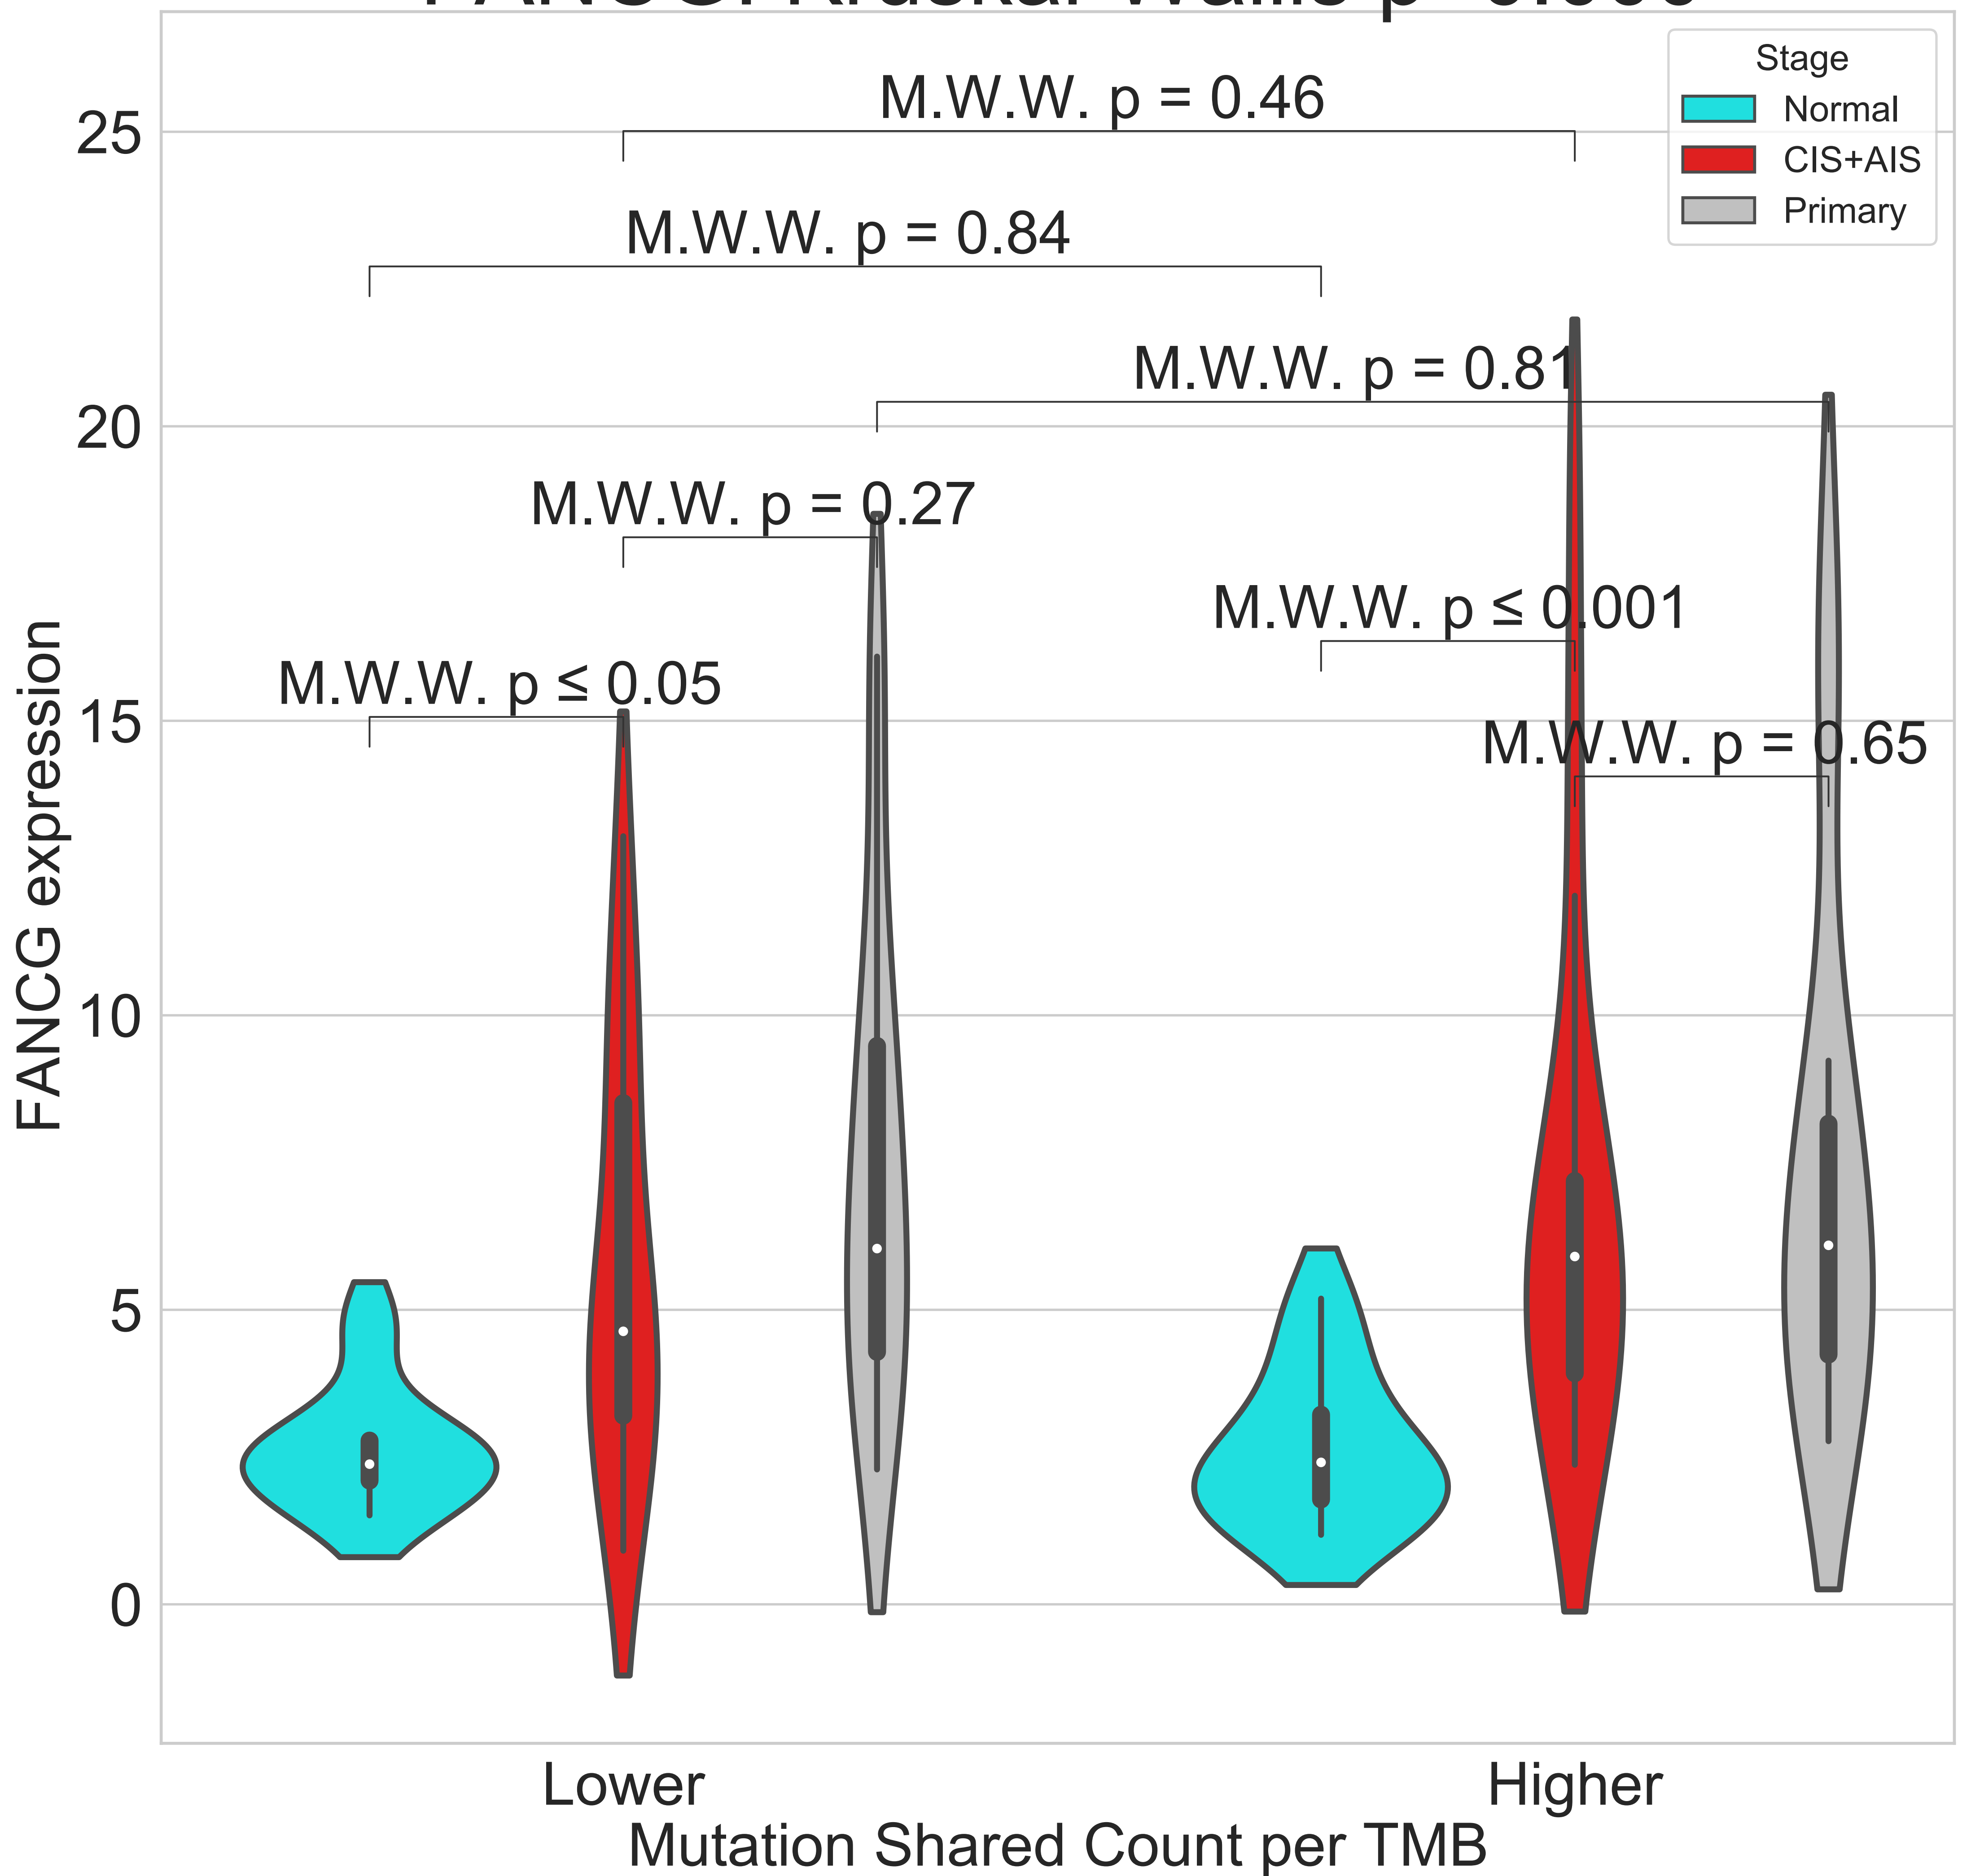 Stage
Normal
CIS+AIS
Primary
M.W.W. p = 0.46
M.W.W. p = 0.84
M.W.W. p = 0.81
M.W.W. p = 0.27
M.W.W. p ≤ 0.001
M.W.W. p ≤ 0.05
M.W.W. p = 0.65
FANCG expression
25
20
15
10
5
0
Lower
Higher
Mutation Shared Count per TMB